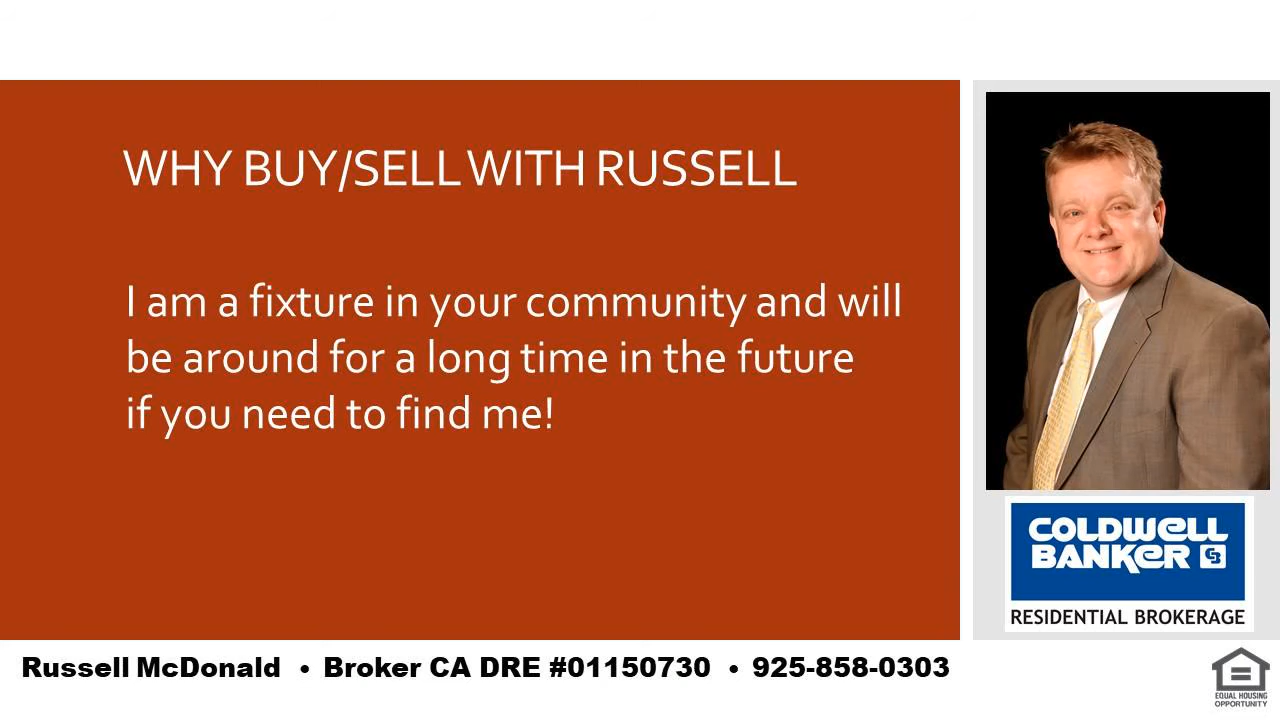 WHY BUY/SELL WITH RUSSELL
I am a fixture in your community and will
be around for a long time in the future
if you need to find me!
COLDWELL
BANKER CB
RESIDENTIAL BROKERAGE
Russell McDonald • Broker CA DRE #01150730 • 925-858-0303
EQUAL HOUSING
OPPORTUNITY